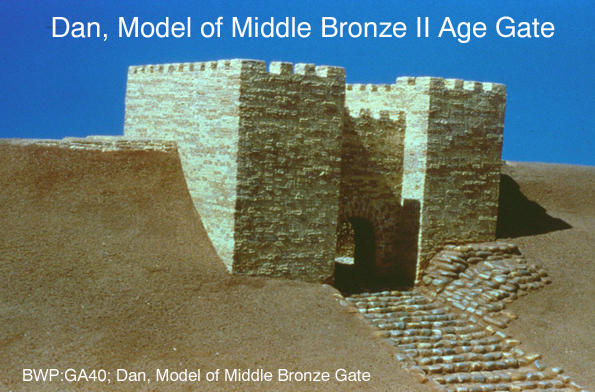 Dan, Model of Middle Bronze II Age Gate
BWP:GA40; Dan, Model of Middle Bronze Gate